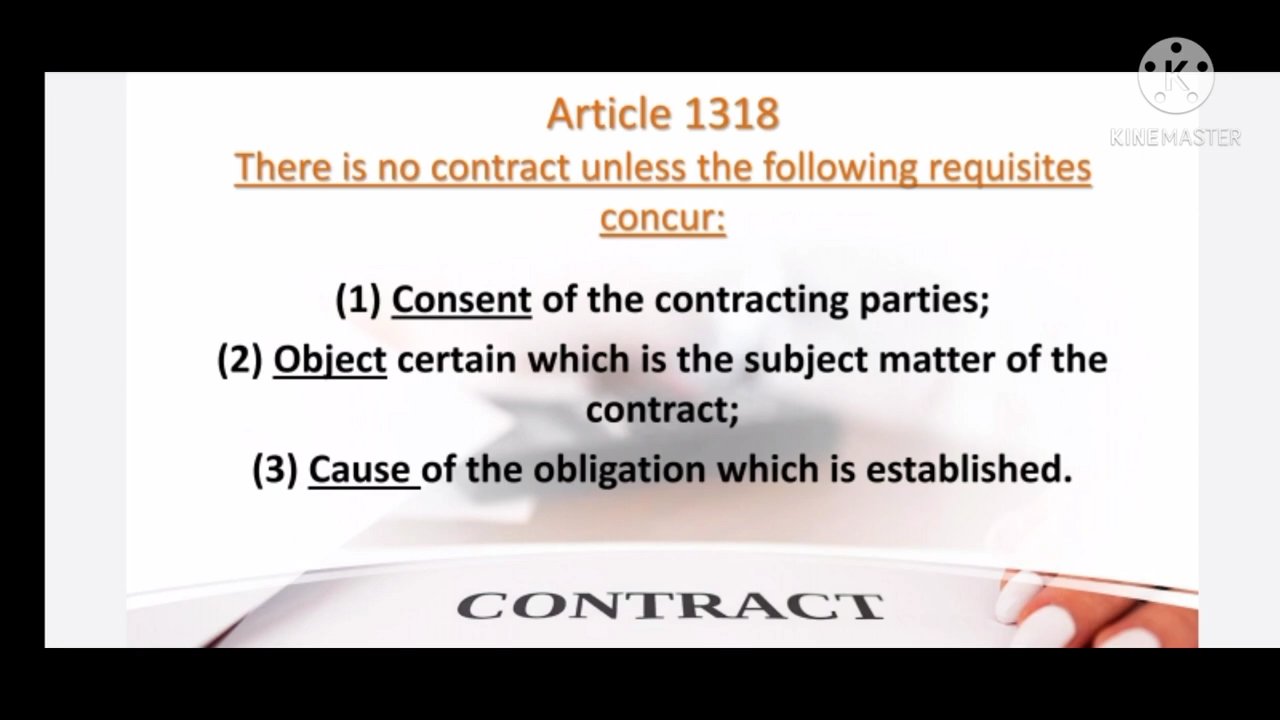 KINEMASTER
Article 1318
There is no contract unless the following requisites
concur:
(1) Consent of the contracting parties;
(2) Object certain which is the subject matter of the
contract;
(3) Cause of the obligation which is established.
CONTRACT